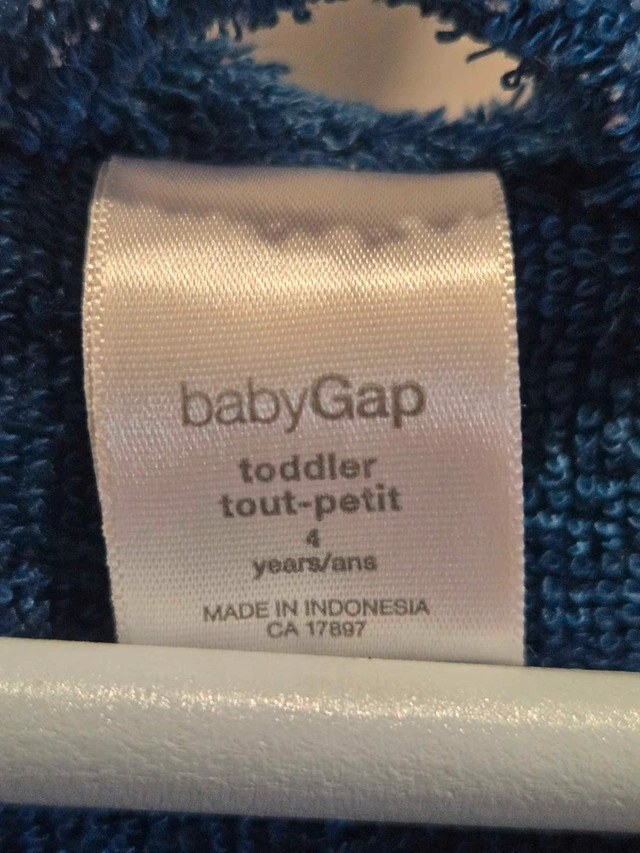 babyGap
toddler
tout-petit
4
years/ans
MADE IN INDONESIA
CA 17897